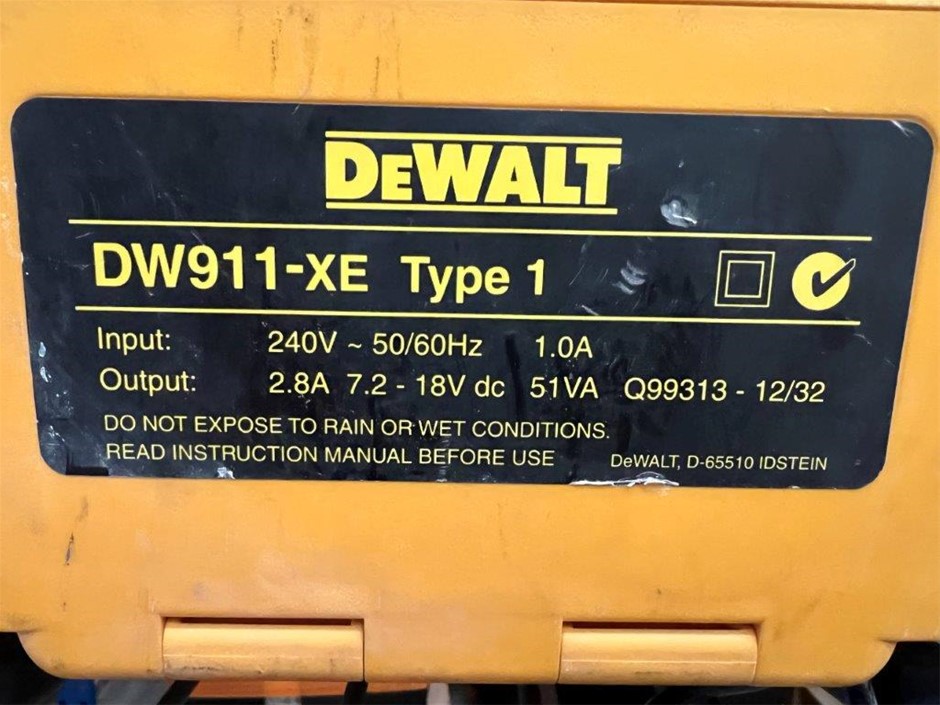 DEWALT
DW911-XE Type 1
Input: 240V ~ 50/60Hz 1.0A
Output: 2.8A 7.2 - 18V dc 51VA Q99313 - 12/32
DO NOT EXPOSE TO RAIN OR WET CONDITIONS.
READ INSTRUCTION MANUAL BEFORE USE DeWALT, D-65510 IDSTEIN